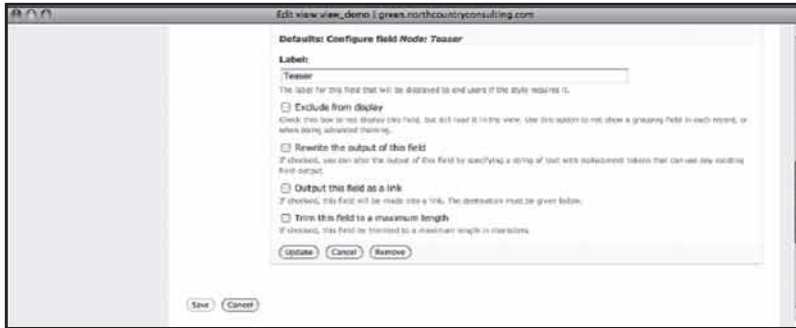 Edit view view_demo | green.northcountryconsulting.com
Defaults: Configure field Node: Teaser
Label:
Teaser
The label for this field that will be displayed to end users if the style requires it.
Exclude from display
Check this box to not display this field, but still load it in the view. Use this option to not show a grouping field in each record, or
when doing advanced theming.
Rewrite the output of this field
If checked, you can alter the output of this field by specifying a string of text with replacement tokens that can use any existing
field output.
Output this field as a link
If checked, this field will be made into a link. The destination must be given below.
Trim this field to a maximum length
If checked, this field be trimmed to a maximum length in characters
Update Cancel Remove
Save Cancel